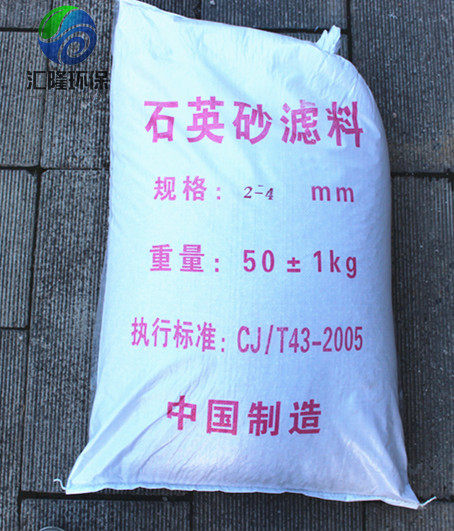 汇隆环保
石英砂滤料
规格: 2-4 mm
重量: 50±1kg
执行标准: CJ/T43-2005
中国制造